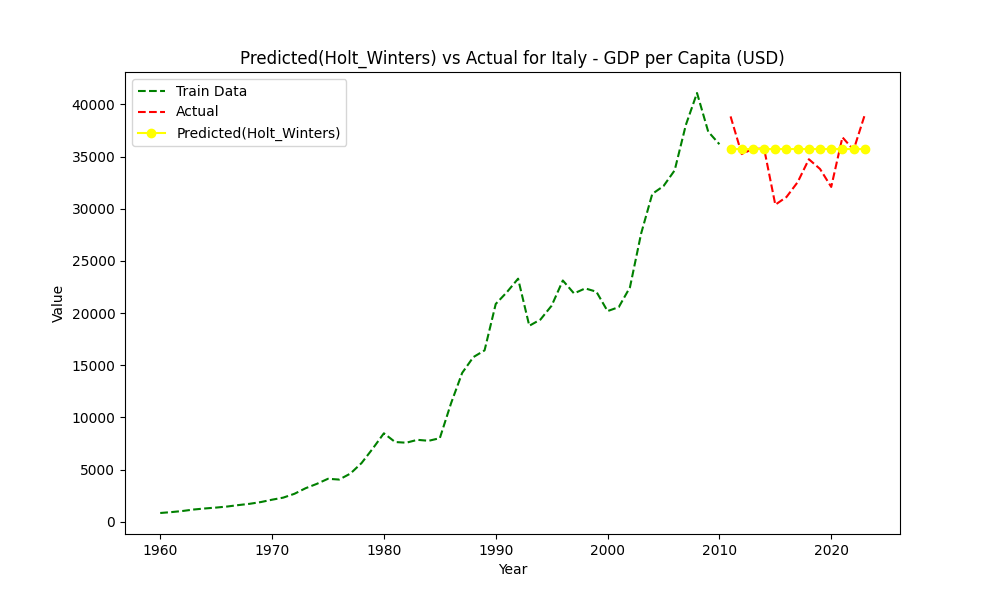 Predicted(Holt_Winters) vs Actual for Italy - GDP per Capita (USD)
Train Data
Actual
Predicted(Holt_Winters)
40000
35000
30000
25000
20000
15000
10000
5000
0
Value
1960 1970 1980 1990 2000 2010 2020
Year